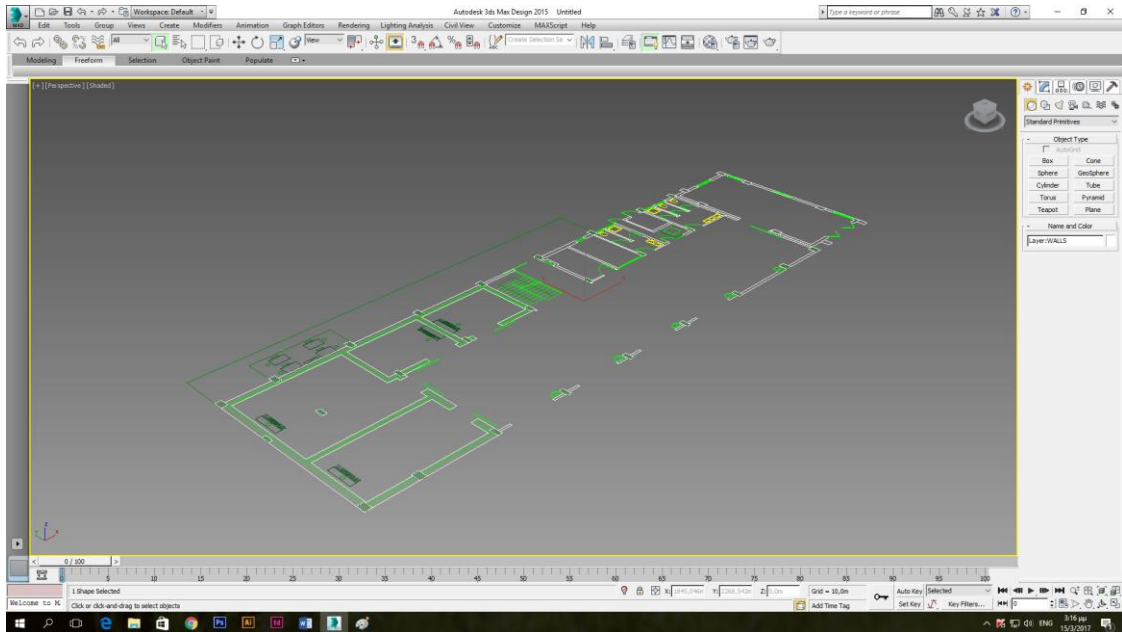 Workspace: Default
Autodesk 3ds Max Design 2015 Untitled
Type a keyword or phrase
MXD
Edit Tools Group Views Create Modifiers Animation Graph Editors Rendering Lighting Analysis Civil View Customize MAXScript Help
All
View
Create Selection Se
Modeling Freeform Selection Object Paint Populate
[+] [Perspective] [Shaded]
Standard Primitives
Object Type
AutoGrid
Box Cone
Sphere GeoSphere
Cylinder Tube
Torus Pyramid
Teapot Plane
Name and Color
Layer:WALLS
0 / 100
0 5 10 15 20 25 30 35 40 45 50 55 60 65 70 75 80 85 90 95 100
1 Shape Selected
X: Y: Z: 0,0m
Grid = 10,0m
Auto Key Selected
Welcome to M
Click or click-and-drag to select objects
Add Time Tag
Set Key Key Filters...
0
ENG
3:16 μμ
15/3/2017